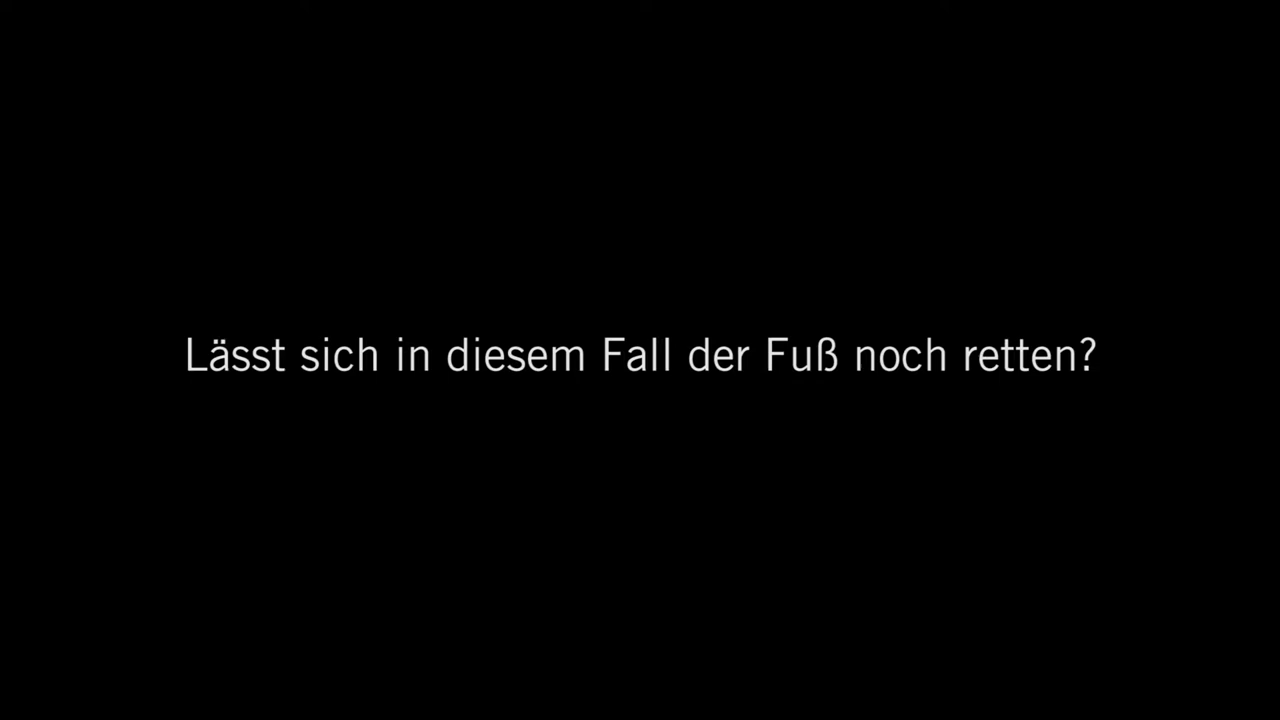 Lässt sich in diesem Fall der Fuß noch retten?